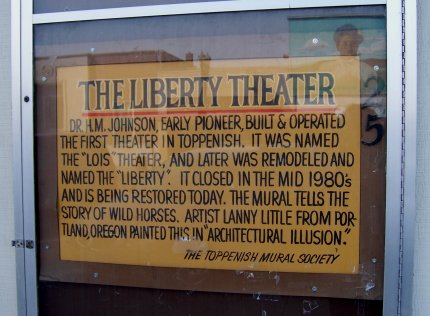 THE LIBERTY THEATER
DR. H.M. JOHNSON, EARLY PIONEER, BUILT & OPERATED
THE FIRST THEATER IN TOPPENISH. IT WAS NAMED
THE "LOIS" THEATER, AND LATER WAS REMODELED AND
NAMED THE "LIBERTY". IT CLOSED IN THE MID 1980's
AND IS BEING RESTORED TODAY. THE MURAL TELLS THE
STORY OF WILD HORSES. ARTIST LANNY LITTLE FROM POR-
TLAND, OREGON PAINTED THIS IN "ARCHITECTURAL ILLUSION."
THE TOPPENISH MURAL SOCIETY
25